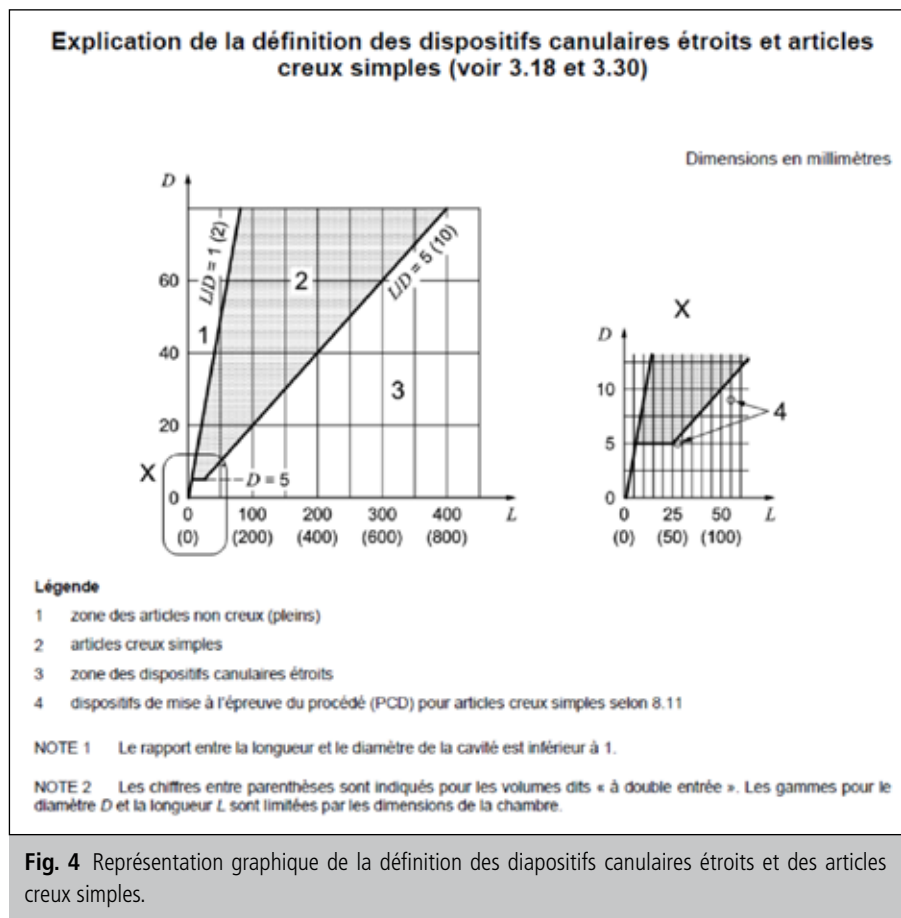 Explication de la définition des dispositifs canulaires étroits et articles
creux simples (voir 3.18 et 3.30)
Dimensions en millimètres
D
60
40
20
0
L/D = 1 (2)
L/D = 5 (10)
1
2
3
X
D = 5
0 100 200 300 400 L
(0) (200) (400) (600) (800)
X
D
10
5
0
4
0 25 50 L
(0) (50) (100)
Légende
1 zone des articles non creux (pleins)
2 articles creux simples
3 zone des dispositifs canulaires étroits
4 dispositifs de mise à l'épreuve du procédé (PCD) pour articles creux simples selon 8.11
NOTE 1 Le rapport entre la longueur et le diamètre de la cavité est inférieur à 1.
NOTE 2 Les chiffres entre parenthèses sont indiqués pour les volumes dits « à double entrée ». Les gammes pour le
diamètre D et la longueur L sont limitées par les dimensions de la chambre.
Fig. 4 Représentation graphique de la définition des diapositifs canulaires étroits et des articles
creux simples.